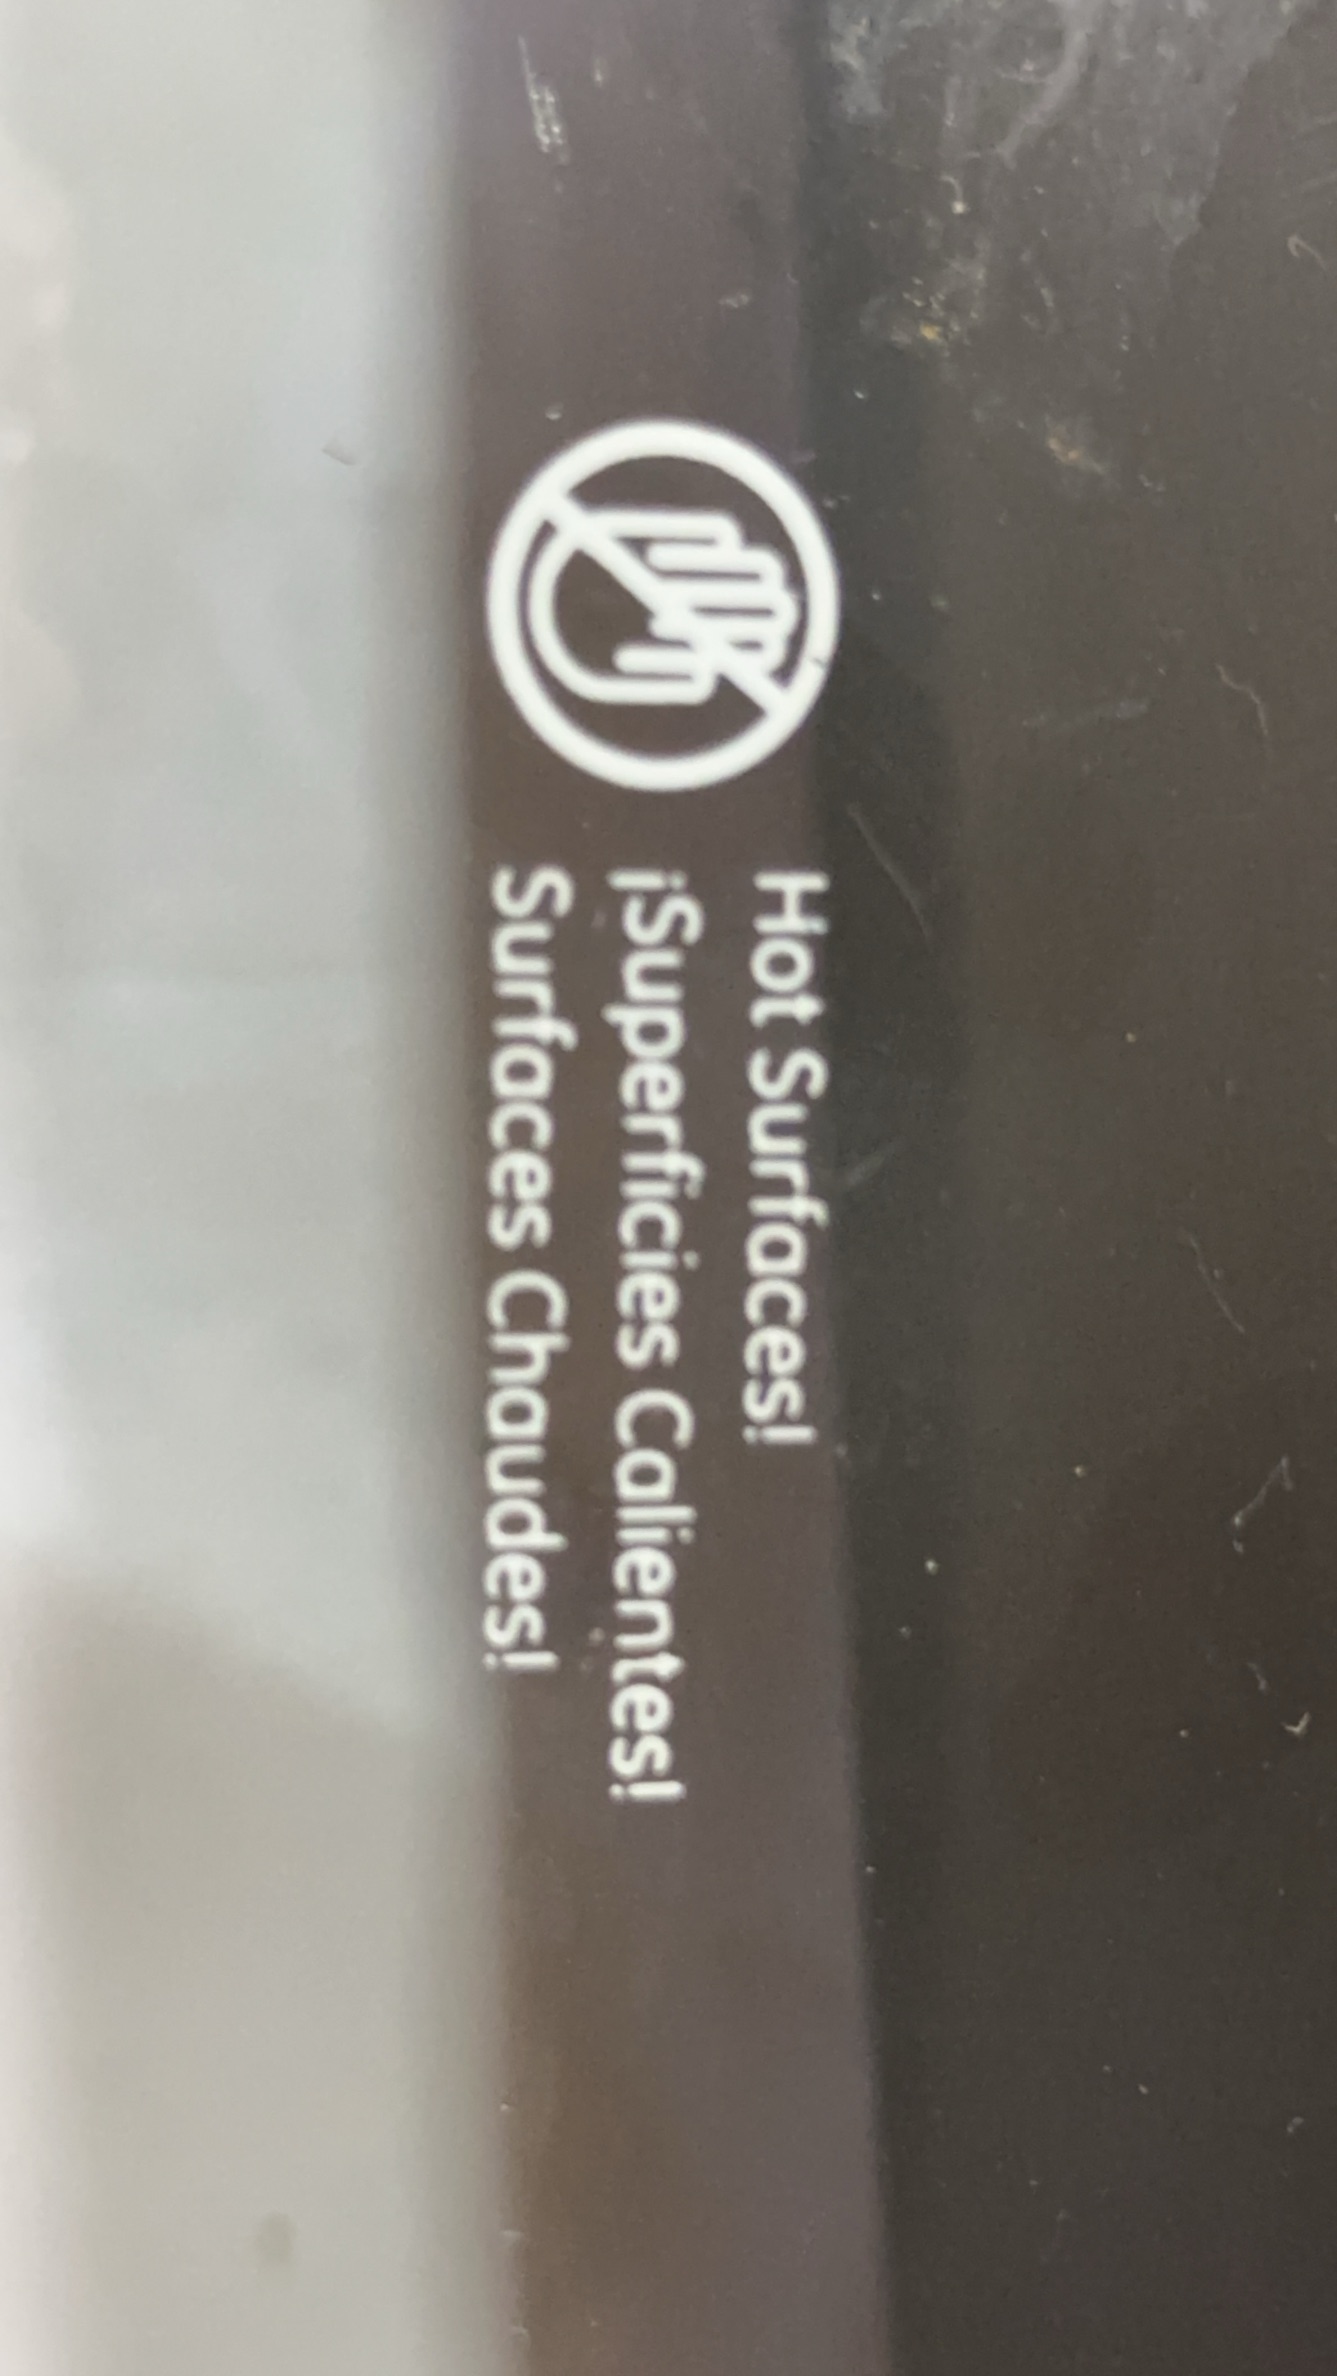 Hot Surfaces!
¡Superficies Calientes!
Surfaces Chaudes!